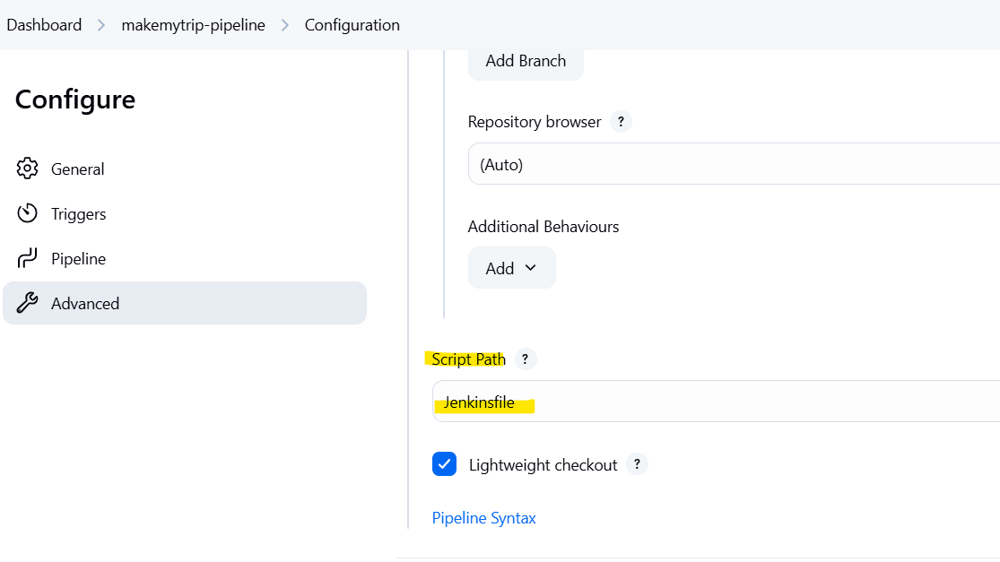 Dashboard > makemytrip-pipeline > Configuration
Configure
General
Triggers
Pipeline
Advanced
Add Branch
Repository browser ?
(Auto)
Additional Behaviours
Add
Script Path ?
Jenkinsfile
Lightweight checkout ?
Pipeline Syntax